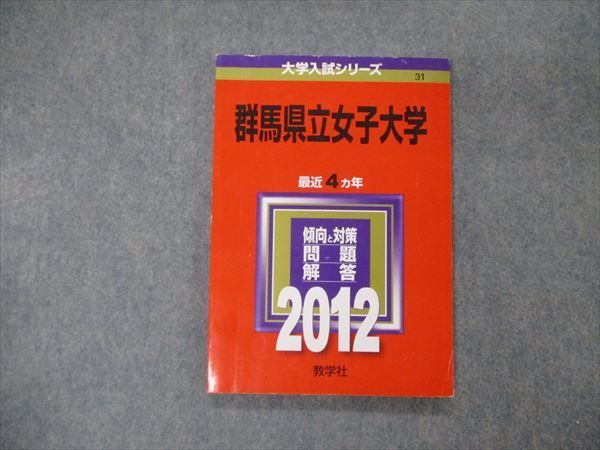 大学入試シリーズ
31
群馬県立女子大学
最近4ヵ年
傾向と対策
問題
解答
2012
教学社